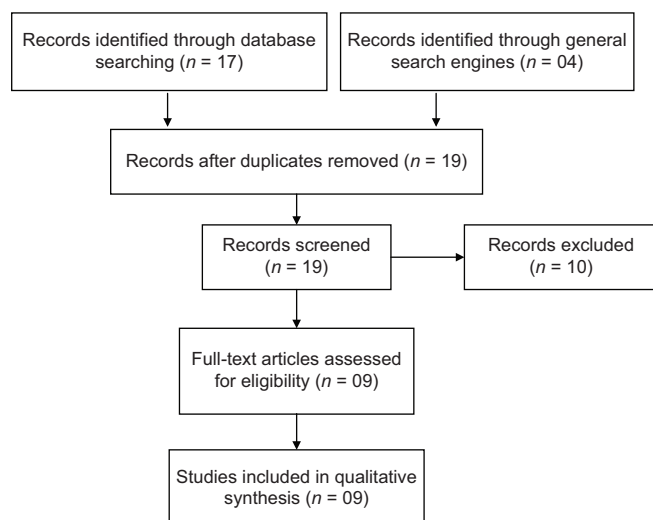 Records identified through database
searching (n = 17)
Records identified through general
search engines (n = 04)
Records after duplicates removed (n = 19)
Records screened
(n = 19)
Records excluded
(n = 10)
Full-text articles assessed
for eligibility (n = 09)
Studies included in qualitative
synthesis (n = 09)